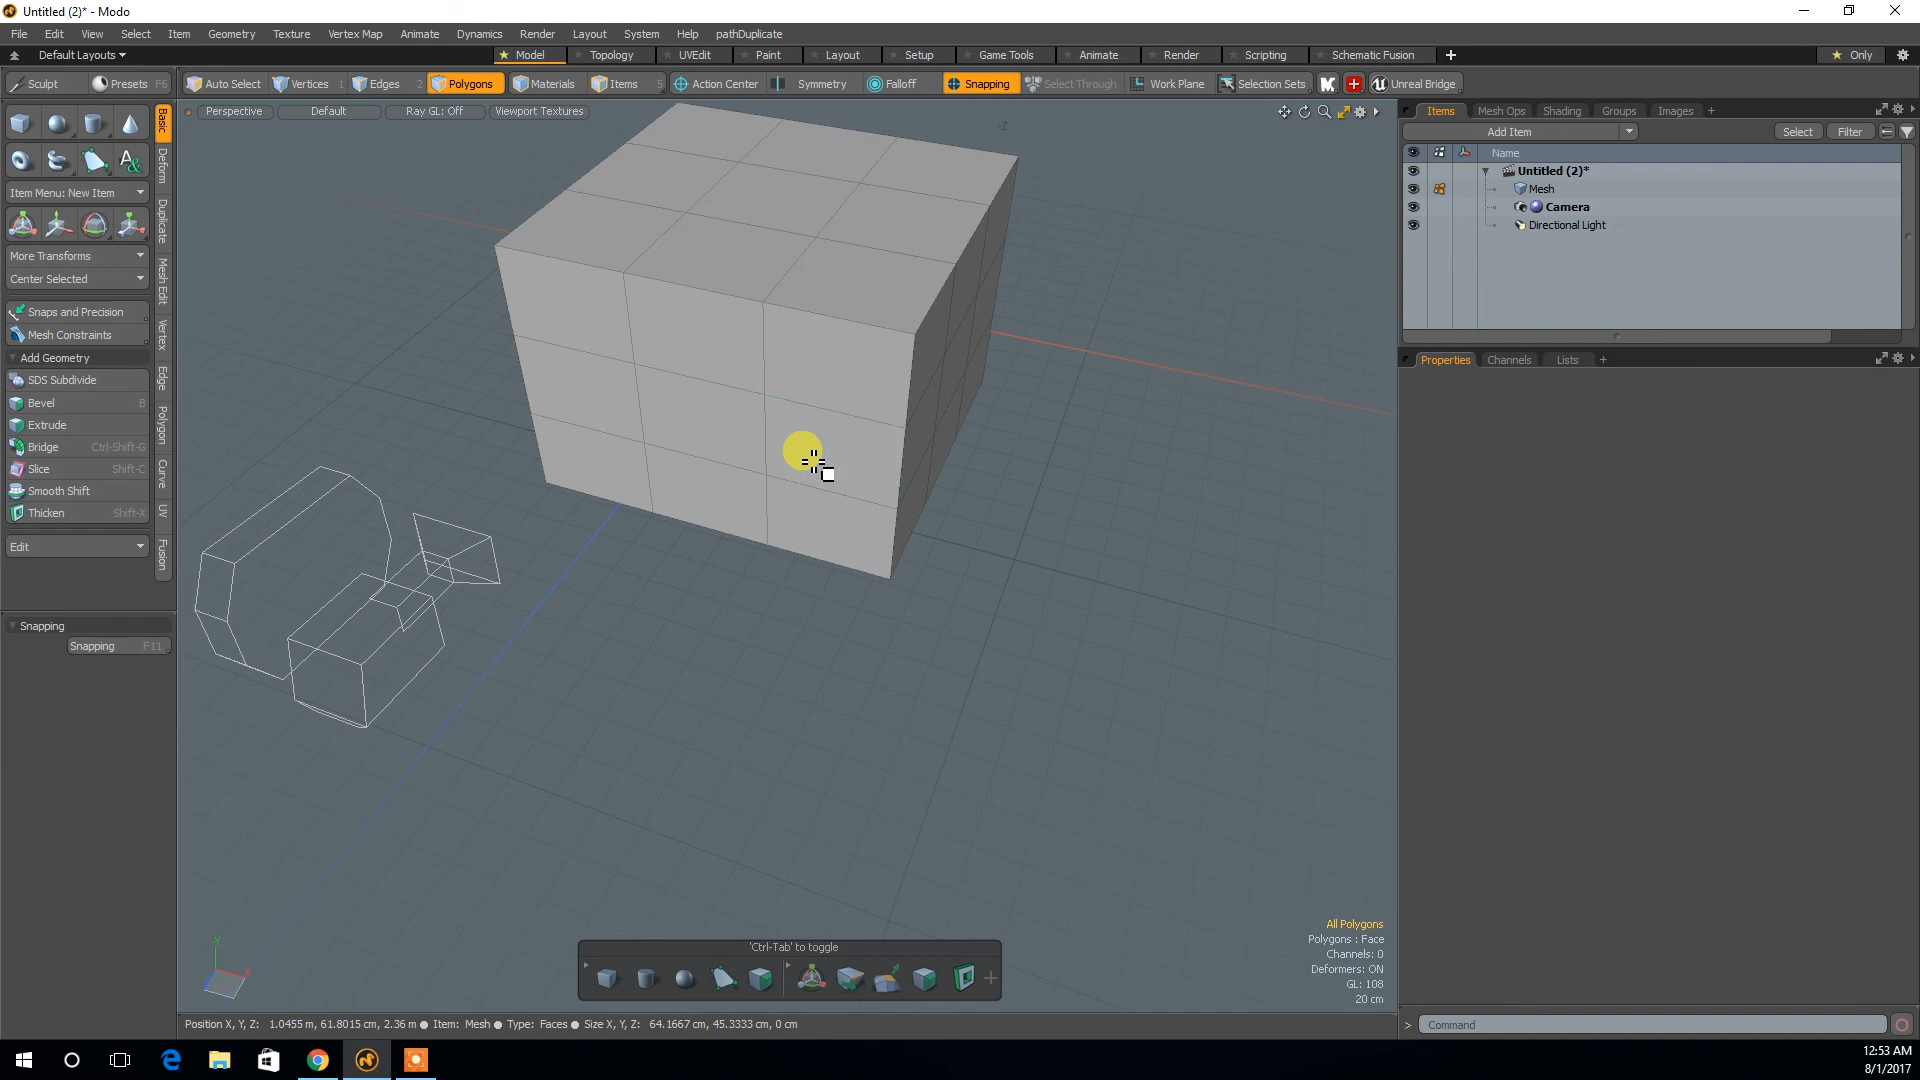 Untitled (2)* - Modo
File Edit View Select Item Geometry Texture Vertex Map Animate Dynamics Render Layout System Help pathDuplicate
Default Layouts Model Topology UVEdit Paint Layout Setup Game Tools Animate Render Scripting Schematic Fusion Only
Sculpt Presets F6 Auto Select Vertices 1 Edges 2 Polygons Materials Items 5 Action Center Symmetry Falloff Snapping Select Through Work Plane Selection Sets Unreal Bridge
Perspective Default Ray GL: Off Viewport Textures
-Z
Items Mesh Ops Shading Groups Images
Add Item Select Filter
Name
Untitled (2)*
Mesh
Camera
Directional Light
Properties Channels Lists
Basic
Deform
Duplicate
Mesh Edit
Vertex
Edge
Polygon
Curve
UV
Fusion
Item Menu: New Item
More Transforms
Center Selected
Snaps and Precision
Mesh Constraints
Add Geometry
SDS Subdivide
Bevel B
Extrude
Bridge Ctrl-Shift-G
Slice Shift-C
Smooth Shift
Thicken Shift-X
Edit
Snapping
Snapping F11
Y
X
'Ctrl-Tab' to toggle
All Polygons
Polygons : Face
Channels: 0
Deformers: ON
GL: 108
20 cm
Position X, Y, Z: 1.0455 m, 61.8015 cm, 2.36 m Item: Mesh Type: Faces Size X, Y, Z: 64.1667 cm, 45.3333 cm, 0 cm
> Command
12:53 AM
8/1/2017